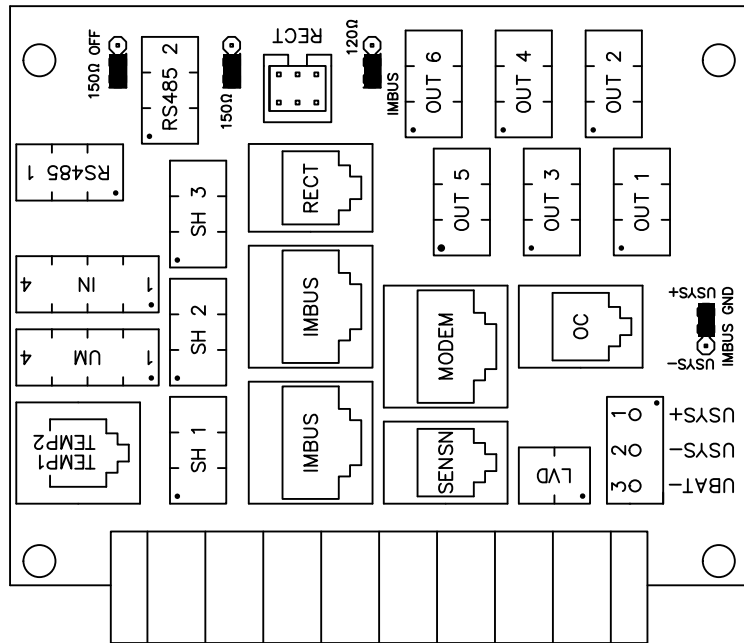 150Ω OFF
RS485 2
150Ω
RECT
120Ω
IMBUS
OUT 6
OUT 4
OUT 2
RS485 1
SH 3
RECT
OUT 5
OUT 3
OUT 1
4 IN 1
SH 2
IMBUS
MODEM
OC
USYS+
USYS-
IMBUS GND
4 UM 1
TEMP1
TEMP2
SH 1
IMBUS
SENSN
LVD
1 USYS+
2 USYS-
3 UBAT-